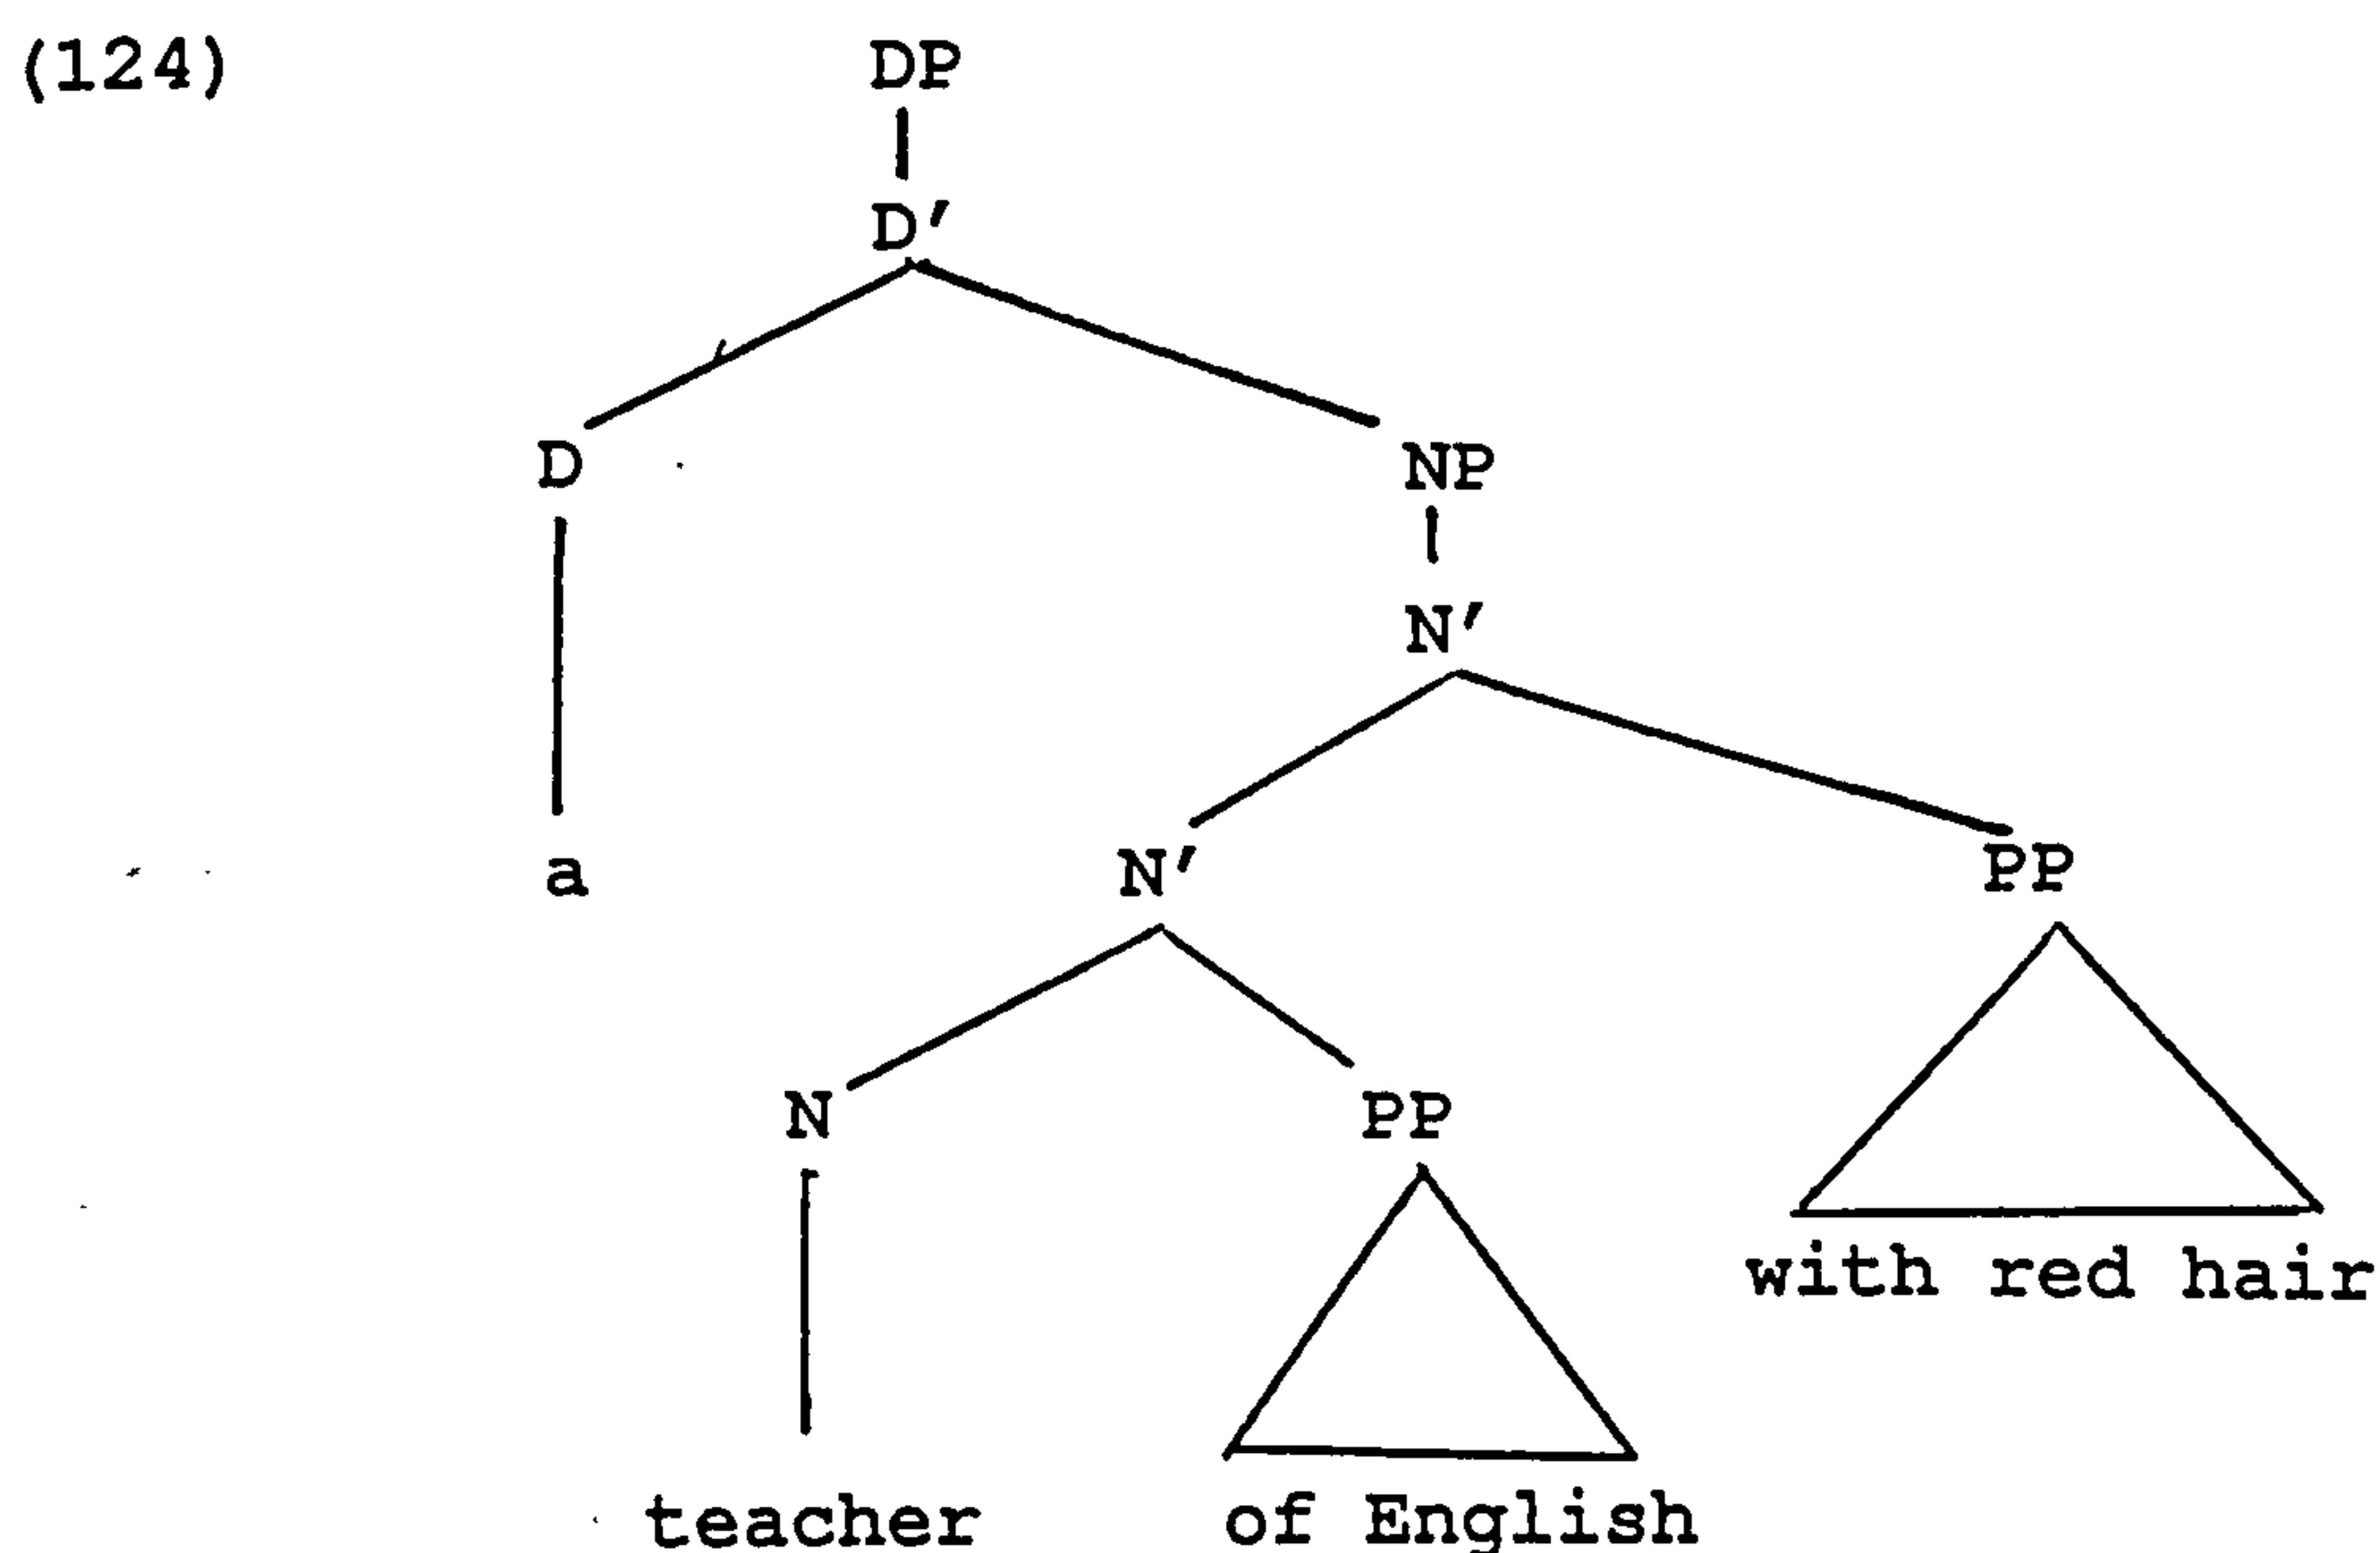 (124) DP
D'
D NP
N'
a N' PP
N PP
with red hair
teacher of English